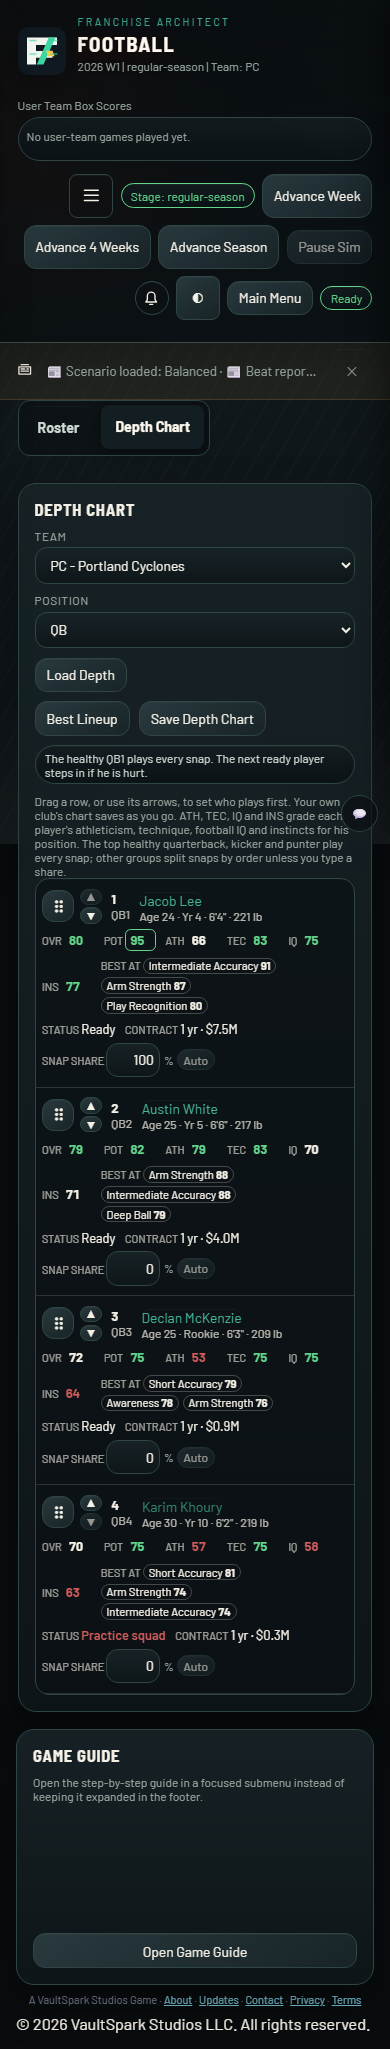 FRANCHISE ARCHITECT
FOOTBALL
2026 W1 | regular-season | Team: PC
User Team Box Scores
No user-team games played yet.
Stage: regular-season
Advance Week
Advance 4 Weeks
Advance Season
Pause Sim
Main Menu
Ready
Scenario loaded: Balanced · Beat repor...
Roster
Depth Chart
DEPTH CHART
TEAM
PC - Portland Cyclones
POSITION
QB
Load Depth
Best Lineup
Save Depth Chart
The healthy QB1 plays every snap. The next ready player
steps in if he is hurt.
Drag a row, or use its arrows, to set who plays first. Your own
club's chart saves as you go. ATH, TEC, IQ and INS grade each
player's athleticism, technique, football IQ and instincts for his
position. The top healthy quarterback, kicker and punter play
every snap; other groups split snaps by order unless you type a
share.
1 Jacob Lee
QB1 Age 24 · Yr 4 · 6'4" · 221 lb
OVR 80 POT 95 ATH 66 TEC 83 IQ 75
BEST AT Intermediate Accuracy 91
INS 77 Arm Strength 87
Play Recognition 80
STATUS Ready CONTRACT 1 yr · $7.5M
SNAP SHARE 100 % Auto
2 Austin White
QB2 Age 25 · Yr 5 · 6'6" · 217 lb
OVR 79 POT 82 ATH 79 TEC 83 IQ 70
BEST AT Arm Strength 88
INS 71 Intermediate Accuracy 88
Deep Ball 79
STATUS Ready CONTRACT 1 yr · $4.0M
SNAP SHARE 0 % Auto
3 Declan McKenzie
QB3 Age 25 · Rookie · 6'3" · 209 lb
OVR 72 POT 75 ATH 53 TEC 75 IQ 75
BEST AT Short Accuracy 79
INS 64 Awareness 78 Arm Strength 76
STATUS Ready CONTRACT 1 yr · $0.9M
SNAP SHARE 0 % Auto
4 Karim Khoury
QB4 Age 30 · Yr 10 · 6'2" · 219 lb
OVR 70 POT 75 ATH 57 TEC 75 IQ 58
BEST AT Short Accuracy 81
INS 63 Arm Strength 74
Intermediate Accuracy 74
STATUS Practice squad CONTRACT 1 yr · $0.3M
SNAP SHARE 0 % Auto
GAME GUIDE
Open the step-by-step guide in a focused submenu instead of
keeping it expanded in the footer.
Open Game Guide
A VaultSpark Studios Game · About · Updates · Contact · Privacy · Terms
© 2026 VaultSpark Studios LLC. All rights reserved.